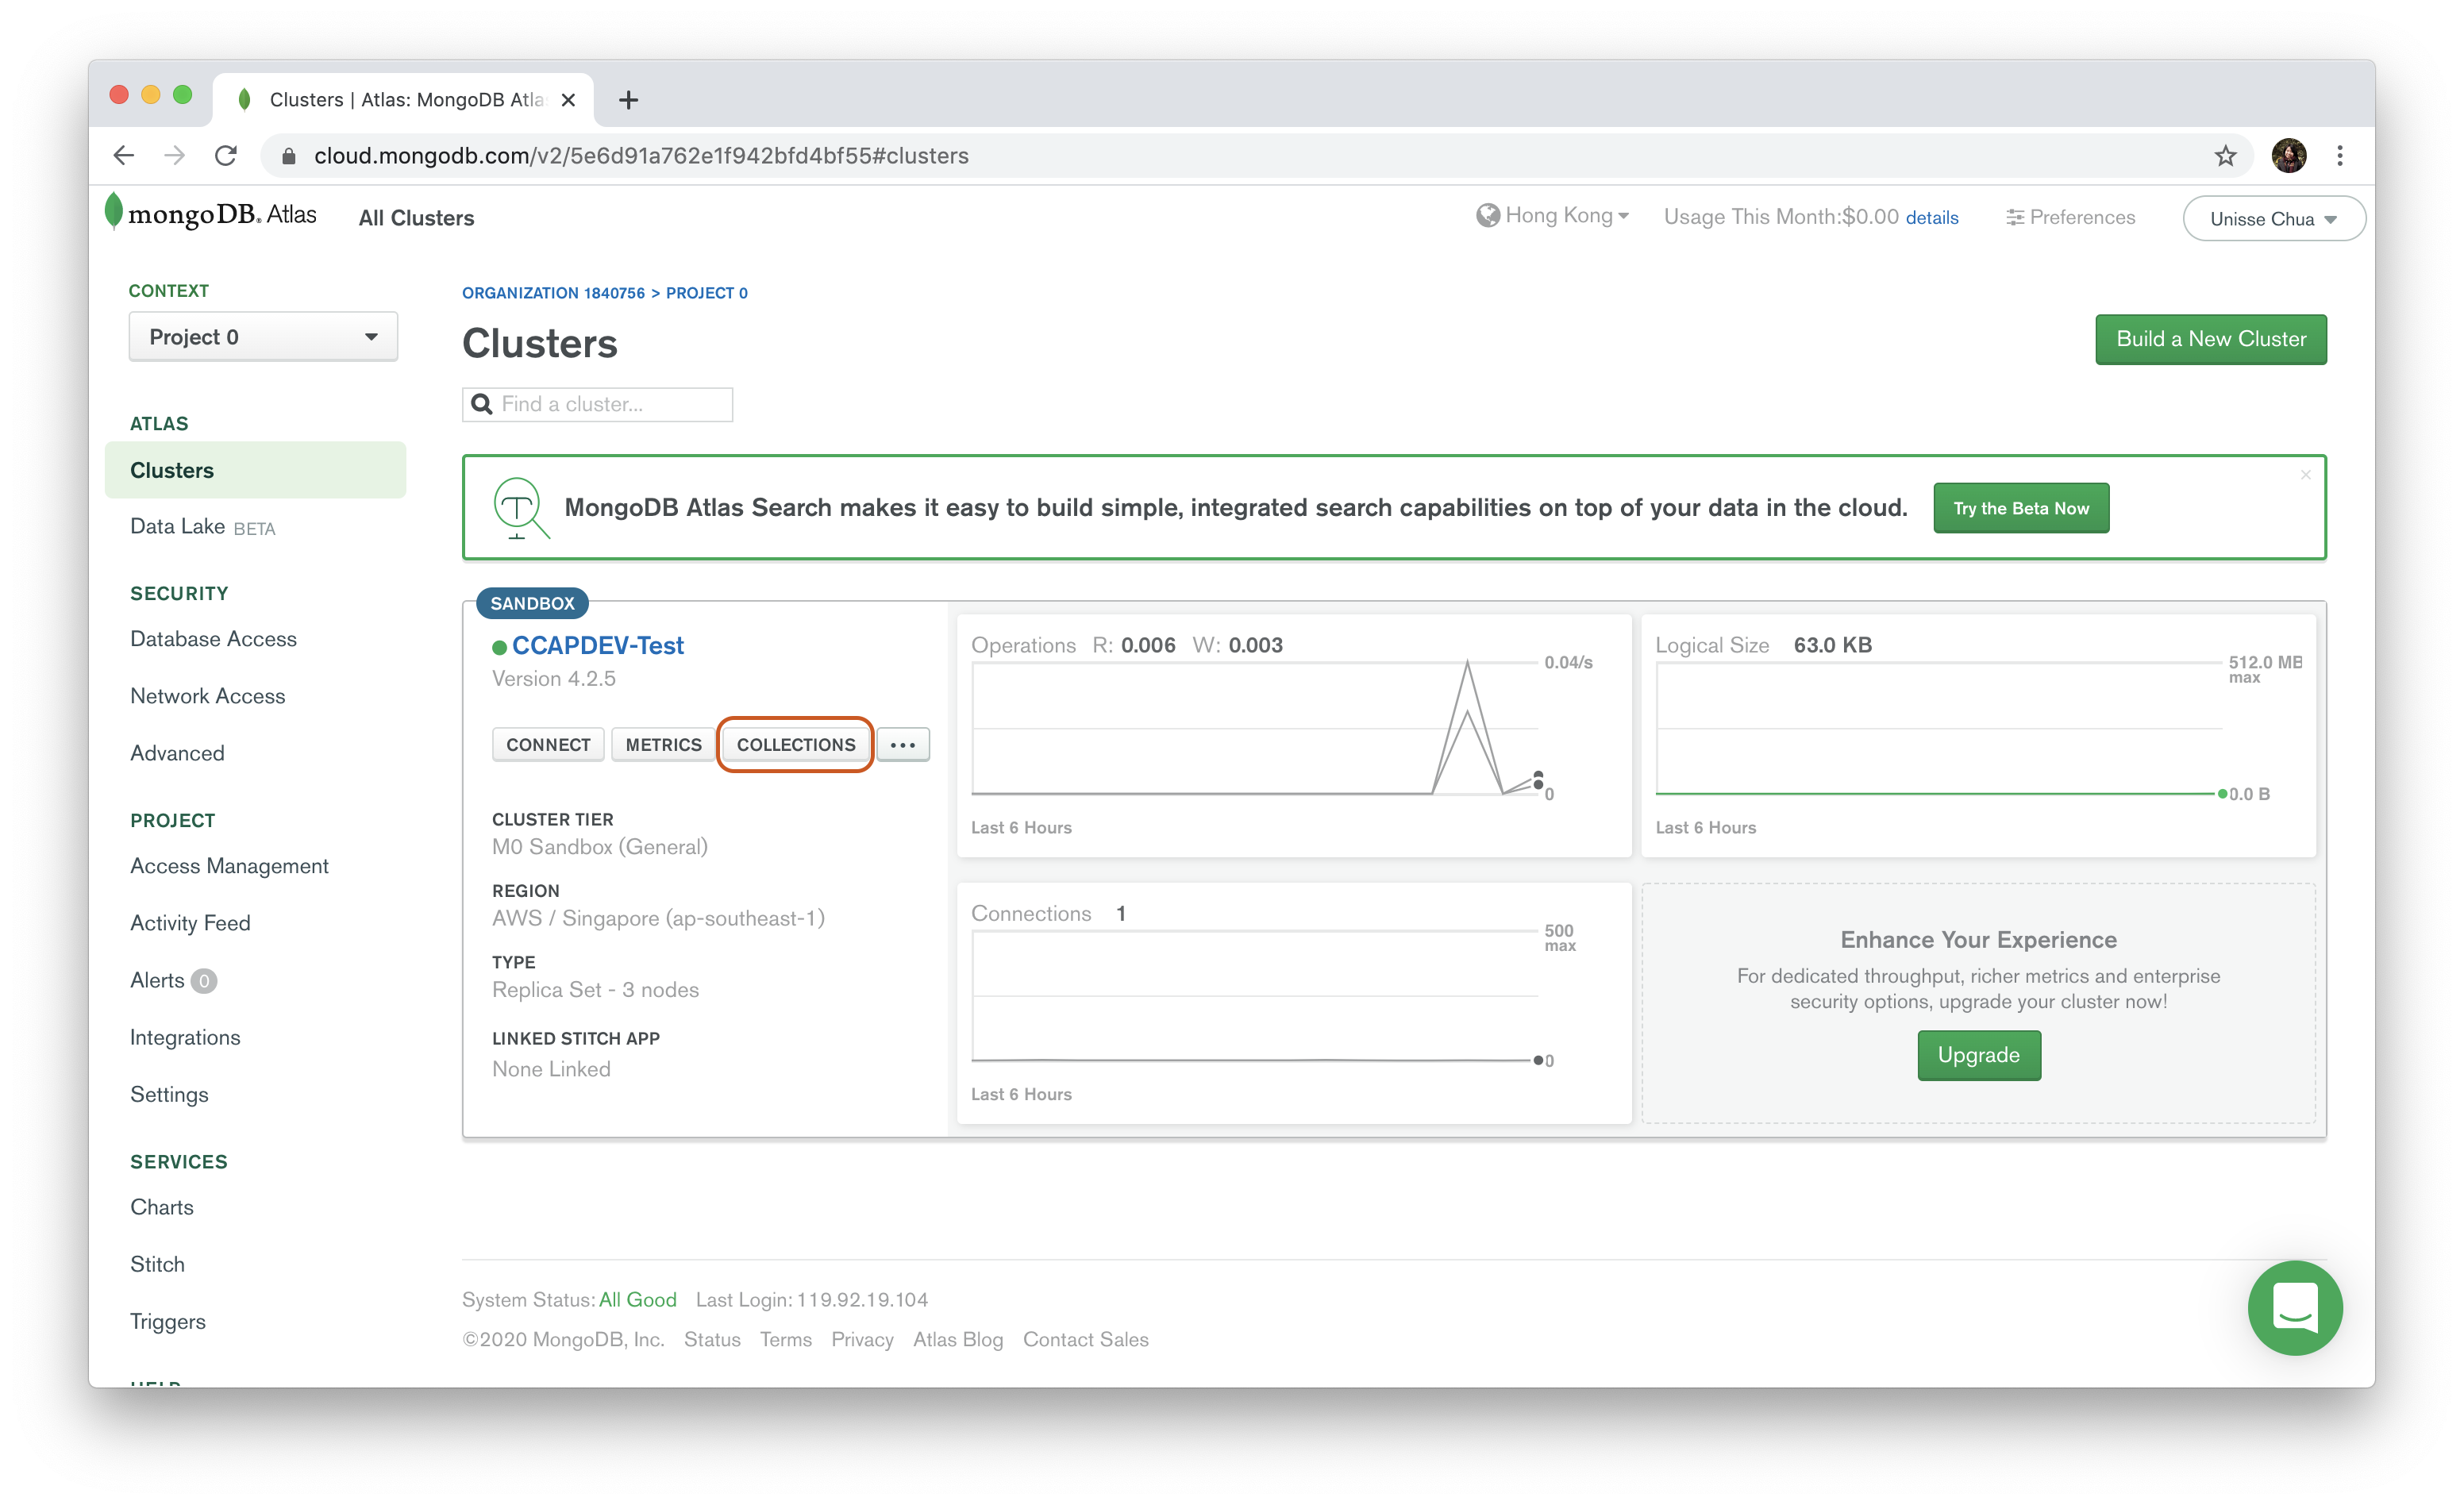 Clusters | Atlas: MongoDB Atla
cloud.mongodb.com/v2/5e6d91a762e1f942bfd4bf55#clusters
mongoDB. Atlas
All Clusters
Hong Kong
Usage This Month:$0.00 details
Preferences
Unisse Chua
CONTEXT
Project 0
ATLAS
Clusters
Data Lake BETA
SECURITY
Database Access
Network Access
Advanced
PROJECT
Access Management
Activity Feed
Alerts 0
Integrations
Settings
SERVICES
Charts
Stitch
Triggers
ORGANIZATION 1840756 > PROJECT 0
Clusters
Build a New Cluster
Find a cluster...
MongoDB Atlas Search makes it easy to build simple, integrated search capabilities on top of your data in the cloud.
Try the Beta Now
SANDBOX
CCAPDEV-Test
Version 4.2.5
CONNECT
METRICS
COLLECTIONS
CLUSTER TIER
M0 Sandbox (General)
REGION
AWS / Singapore (ap-southeast-1)
TYPE
Replica Set - 3 nodes
LINKED STITCH APP
None Linked
Operations R: 0.006 W: 0.003
0.04/s
0
Last 6 Hours
Logical Size 63.0 KB
512.0 MB
max
0.0 B
Last 6 Hours
Connections 1
500
max
0
Last 6 Hours
Enhance Your Experience
For dedicated throughput, richer metrics and enterprise
security options, upgrade your cluster now!
Upgrade
System Status: All Good Last Login: 119.92.19.104
©2020 MongoDB, Inc. Status Terms Privacy Atlas Blog Contact Sales